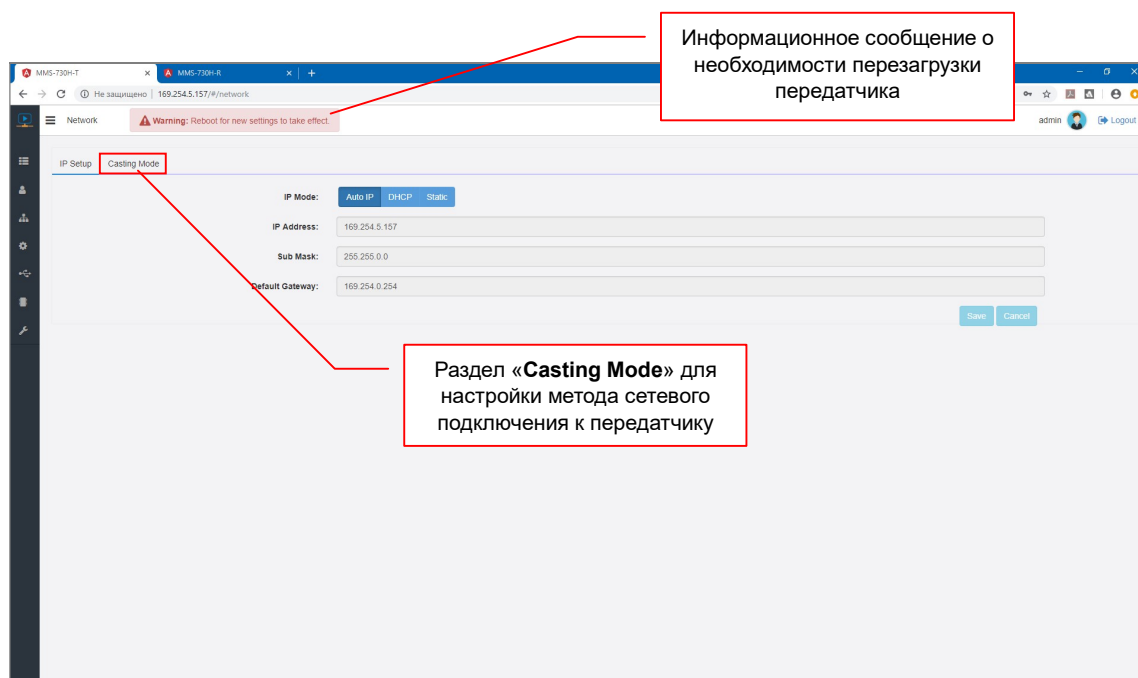 Информационное сообщение о
необходимости перезагрузки
передатчика
MMS-730H-T
MMS-730H-R
Не защищено | 169.254.5.157/#/network
Network
Warning: Reboot for new settings to take effect.
admin
Logout
IP Setup
Casting Mode
IP Mode:
Auto IP
DHCP
Static
IP Address:
169.254.5.157
Sub Mask:
255.255.0.0
Default Gateway:
169.254.0.254
Save
Cancel
Раздел «Casting Mode» для
настройки метода сетевого
подключения к передатчику